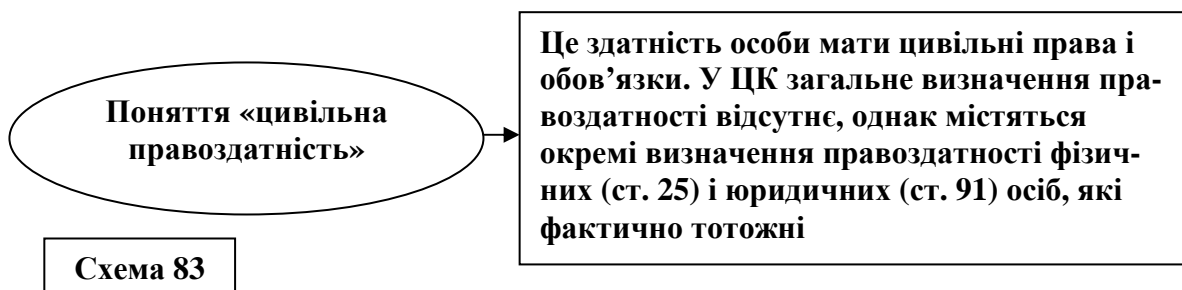 Поняття «цивільна
правоздатність»
Це здатність особи мати цивільні права і
обов’язки. У ЦК загальне визначення пра-
воздатності відсутнє, однак містяться
окремі визначення правоздатності фізич-
них (ст. 25) і юридичних (ст. 91) осіб, які
фактично тотожні
Схема 83